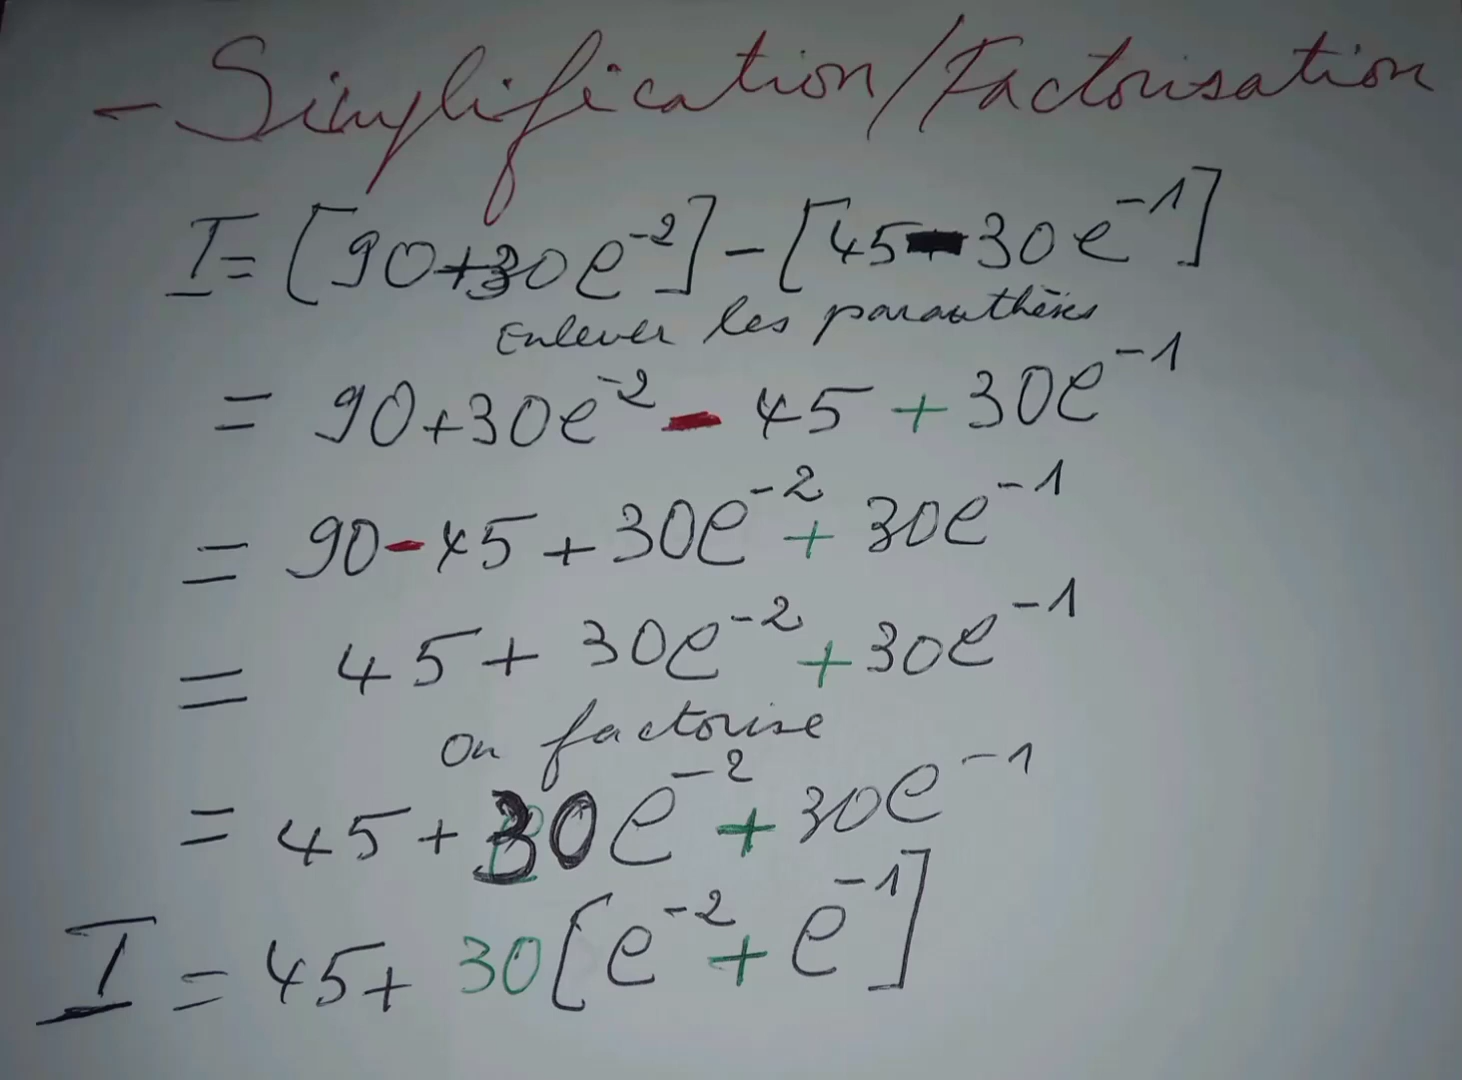 - Simplification/Factorisation
I = [90+30e⁻²] - [45-30e⁻¹]
Enlever les paranthèses
= 90+30e⁻² - 45 + 30e⁻¹
= 90-45+30e⁻² + 30e⁻¹
= 45+ 30e⁻² + 30e⁻¹
On factorise
= 45+30e⁻² + 30e⁻¹
I = 45+ 30[e⁻² + e⁻¹]